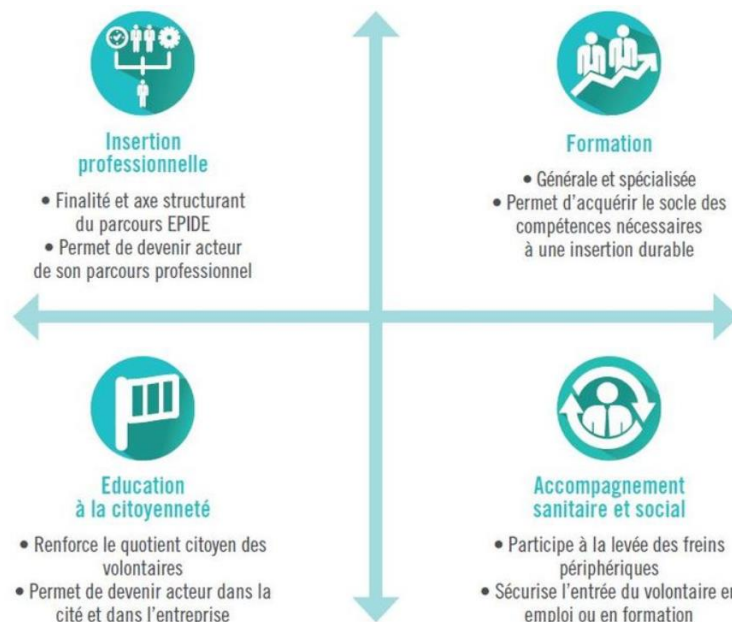 Insertion
professionnelle
• Finalité et axe structurant
du parcours EPIDE
• Permet de devenir acteur
de son parcours professionnel
Formation
• Générale et spécialisée
• Permet d'acquérir le socle des
compétences nécessaires
à une insertion durable
Education
à la citoyenneté
• Renforce le quotient citoyen des
volontaires
• Permet de devenir acteur dans la
cité et dans l'entreprise
Accompagnement
sanitaire et social
• Participe à la levée des freins
périphériques
• Sécurise l'entrée du volontaire en
emploi ou en formation